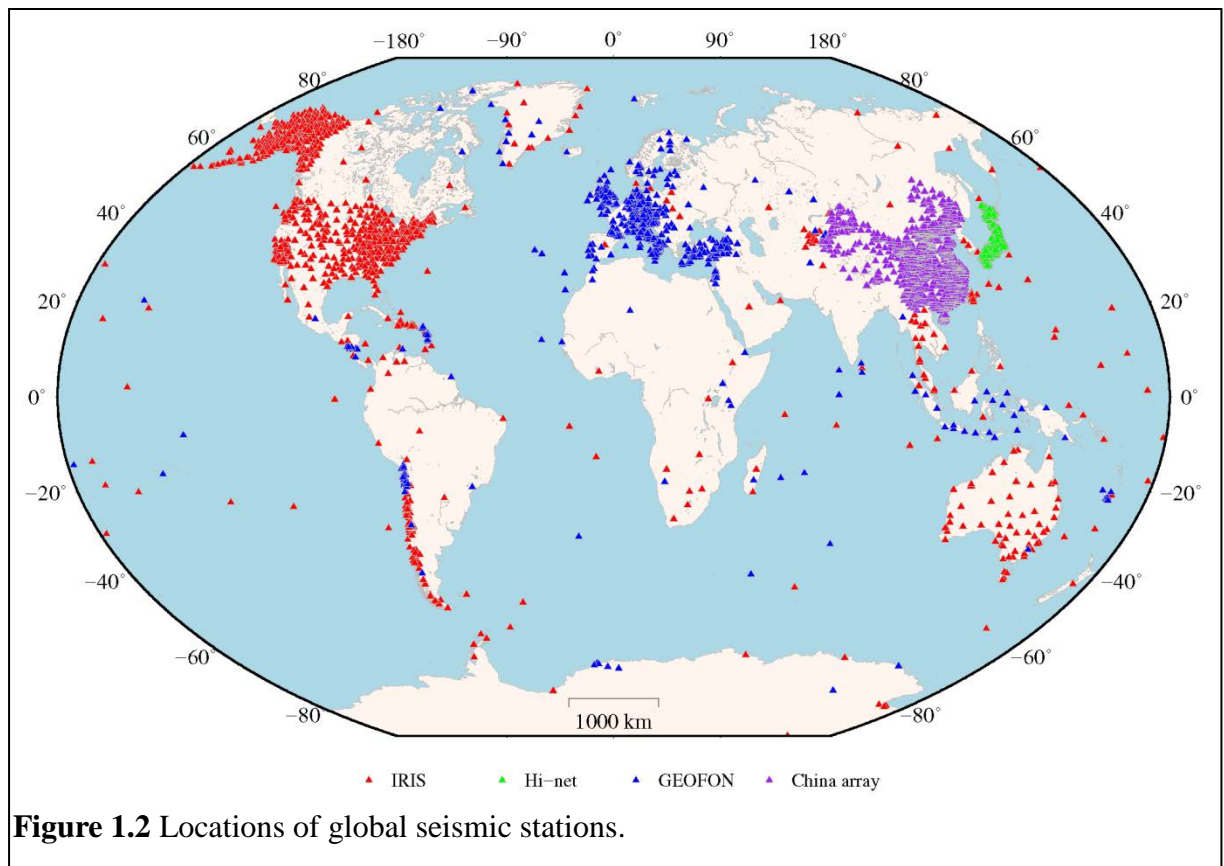 −180° −90° 0° 90° 180°
80° 80°
60° 60°
40° 40°
20° 20°
0° 0°
−20° −20°
−40° −40°
−60° −60°
−80° −80°
1000 km
IRIS Hi−net GEOFON China array
Figure 1.2 Locations of global seismic stations.